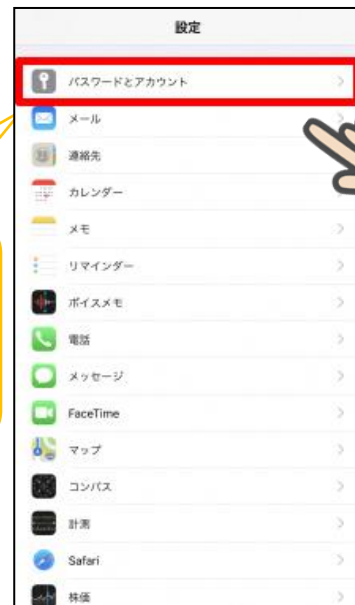 設定
パスワードとアカウント
メール
連絡先
カレンダー
メモ
リマインダー
ボイスメモ
電話
メッセージ
FaceTime
マップ
コンパス
計測
Safari
株価